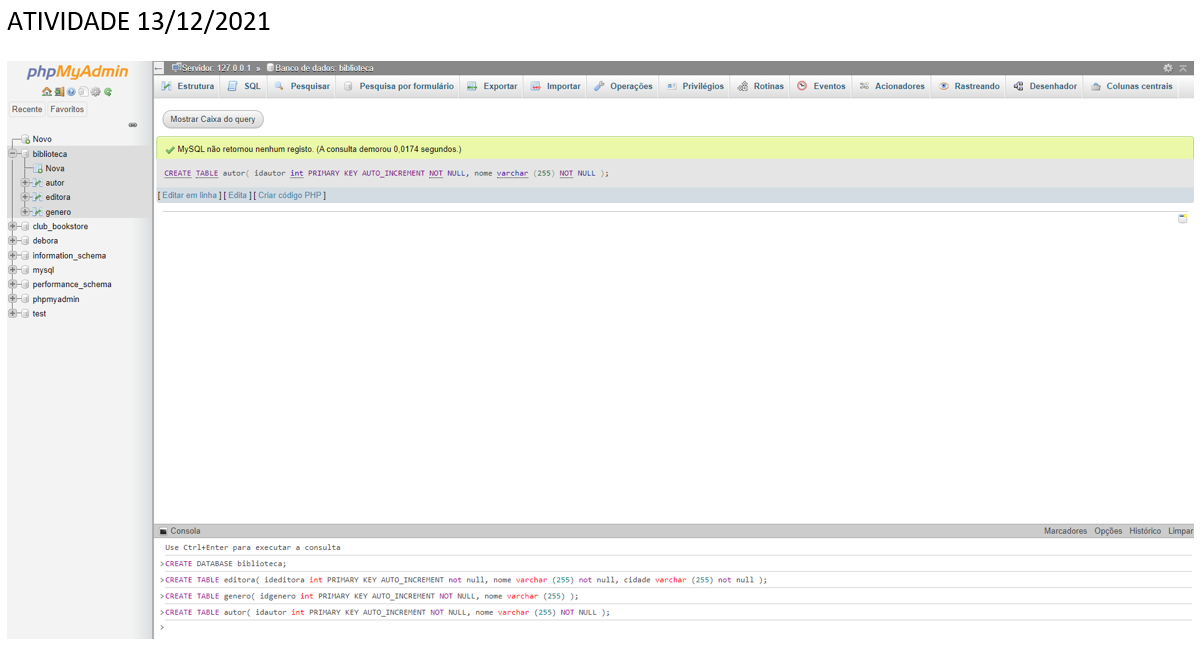 ATIVIDADE 13/12/2021
phpMyAdmin
Recente Favoritos
Novo
biblioteca
Nova
autor
editora
genero
club_bookstore
debora
information_schema
mysql
performance_schema
phpmyadmin
test
Servidor: 127.0.0.1 » Banco de dados: biblioteca
Estrutura SQL Pesquisar Pesquisa por formulário Exportar Importar Operações Privilégios Rotinas Eventos Acionadores Rastreando Desenhador Colunas centrais
Mostrar Caixa do query
MySQL não retornou nenhum registo. (A consulta demorou 0,0174 segundos.)
CREATE TABLE autor( idautor int PRIMARY KEY AUTO_INCREMENT NOT NULL, nome varchar (255) NOT NULL );
[ Editar em linha ] [ Edita ] [ Criar código PHP ]
Consola Marcadores Opções Histórico Limpar
Use Ctrl+Enter para executar a consulta
>CREATE DATABASE biblioteca;
>CREATE TABLE editora( ideditora int PRIMARY KEY AUTO_INCREMENT not null, nome varchar (255) not null, cidade varchar (255) not null );
>CREATE TABLE genero( idgenero int PRIMARY KEY AUTO_INCREMENT NOT NULL, nome varchar (255) );
>CREATE TABLE autor( idautor int PRIMARY KEY AUTO_INCREMENT NOT NULL, nome varchar (255) NOT NULL );
>